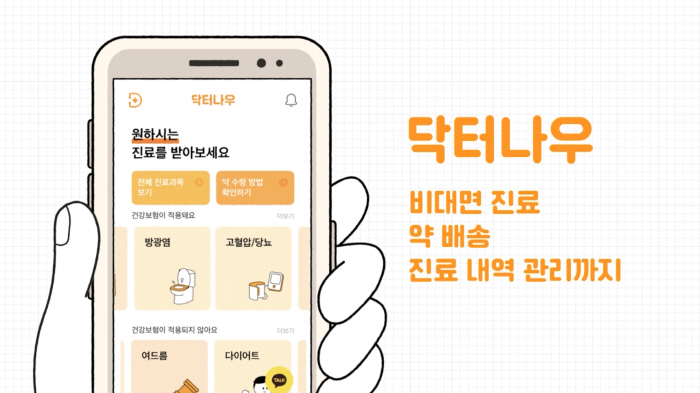 닥터나우
원하시는
진료를 받아보세요
전체 진료과목
보기
약 수령 방법
확인하기
건강보험이 적용돼요
더보기
방광염
고혈압/당뇨
건강보험이 적용되지 않아요
더보기
여드름
다이어트
TALK
닥터나우
비대면 진료
약 배송
진료 내역 관리까지